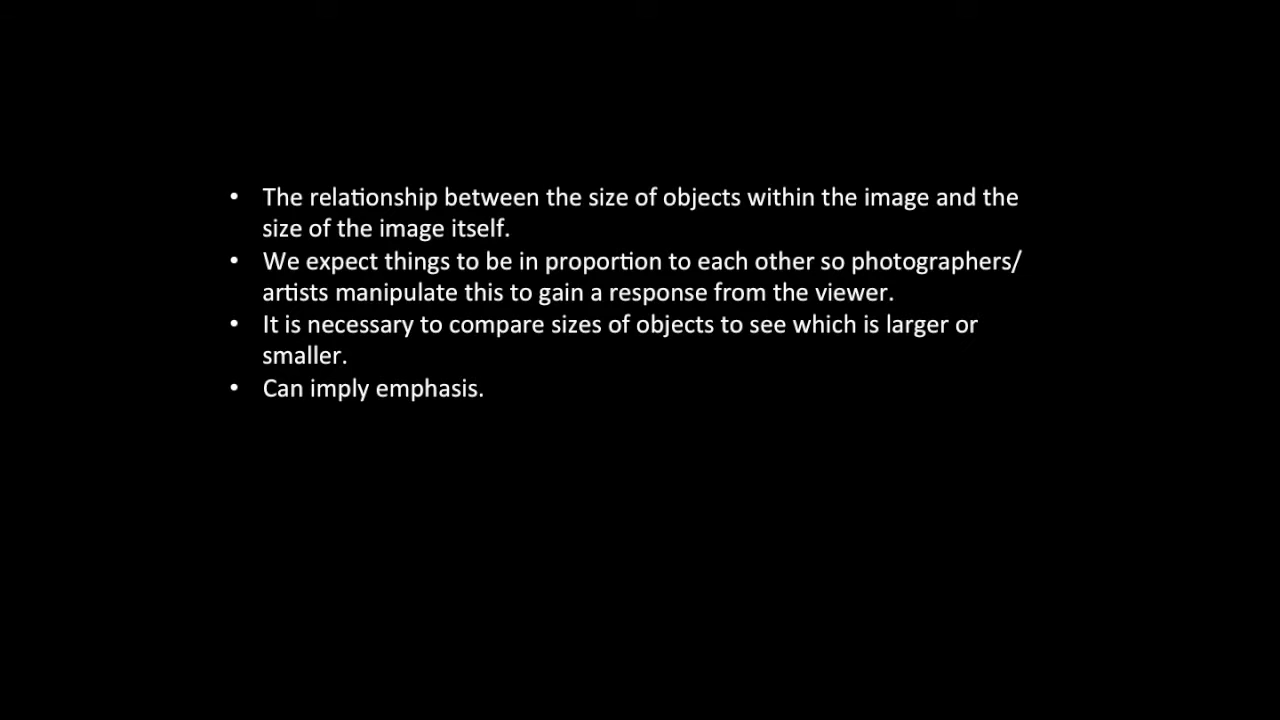 • The relationship between the size of objects within the image and the
size of the image itself.
• We expect things to be in proportion to each other so photographers/
artists manipulate this to gain a response from the viewer.
• It is necessary to compare sizes of objects to see which is larger or
smaller.
• Can imply emphasis.